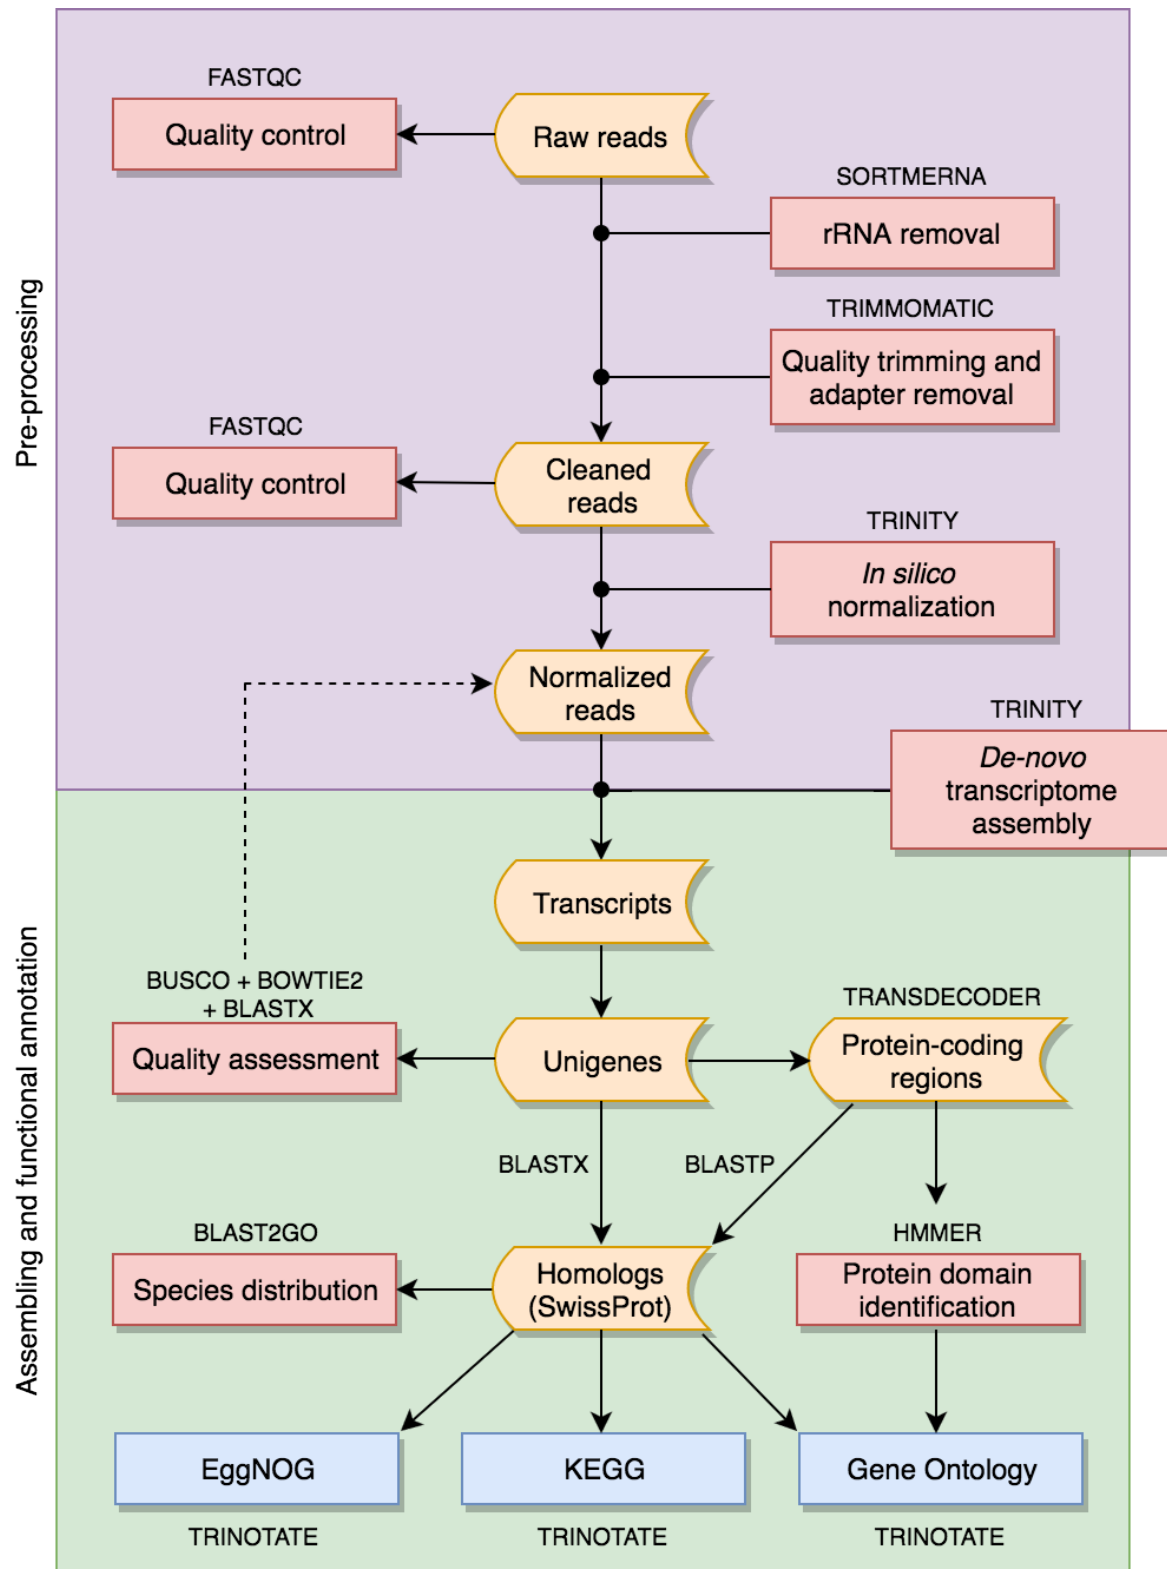 Pre-processing
FASTQC
Quality control
Raw reads
SORTMERNA
rRNA removal
TRIMMOMATIC
Quality trimming and
adapter removal
FASTQC
Quality control
Cleaned
reads
TRINITY
In silico
normalization
Normalized
reads
TRINITY
De-novo
transcriptome
assembly
Assembling and functional annotation
Transcripts
BUSCO + BOWTIE2
+ BLASTX
Quality assessment
Unigenes
TRANSDECODER
Protein-coding
regions
BLASTX
BLASTP
BLAST2GO
Species distribution
Homologs
(SwissProt)
HMMER
Protein domain
identification
EggNOG
KEGG
Gene Ontology
TRINOTATE
TRINOTATE
TRINOTATE